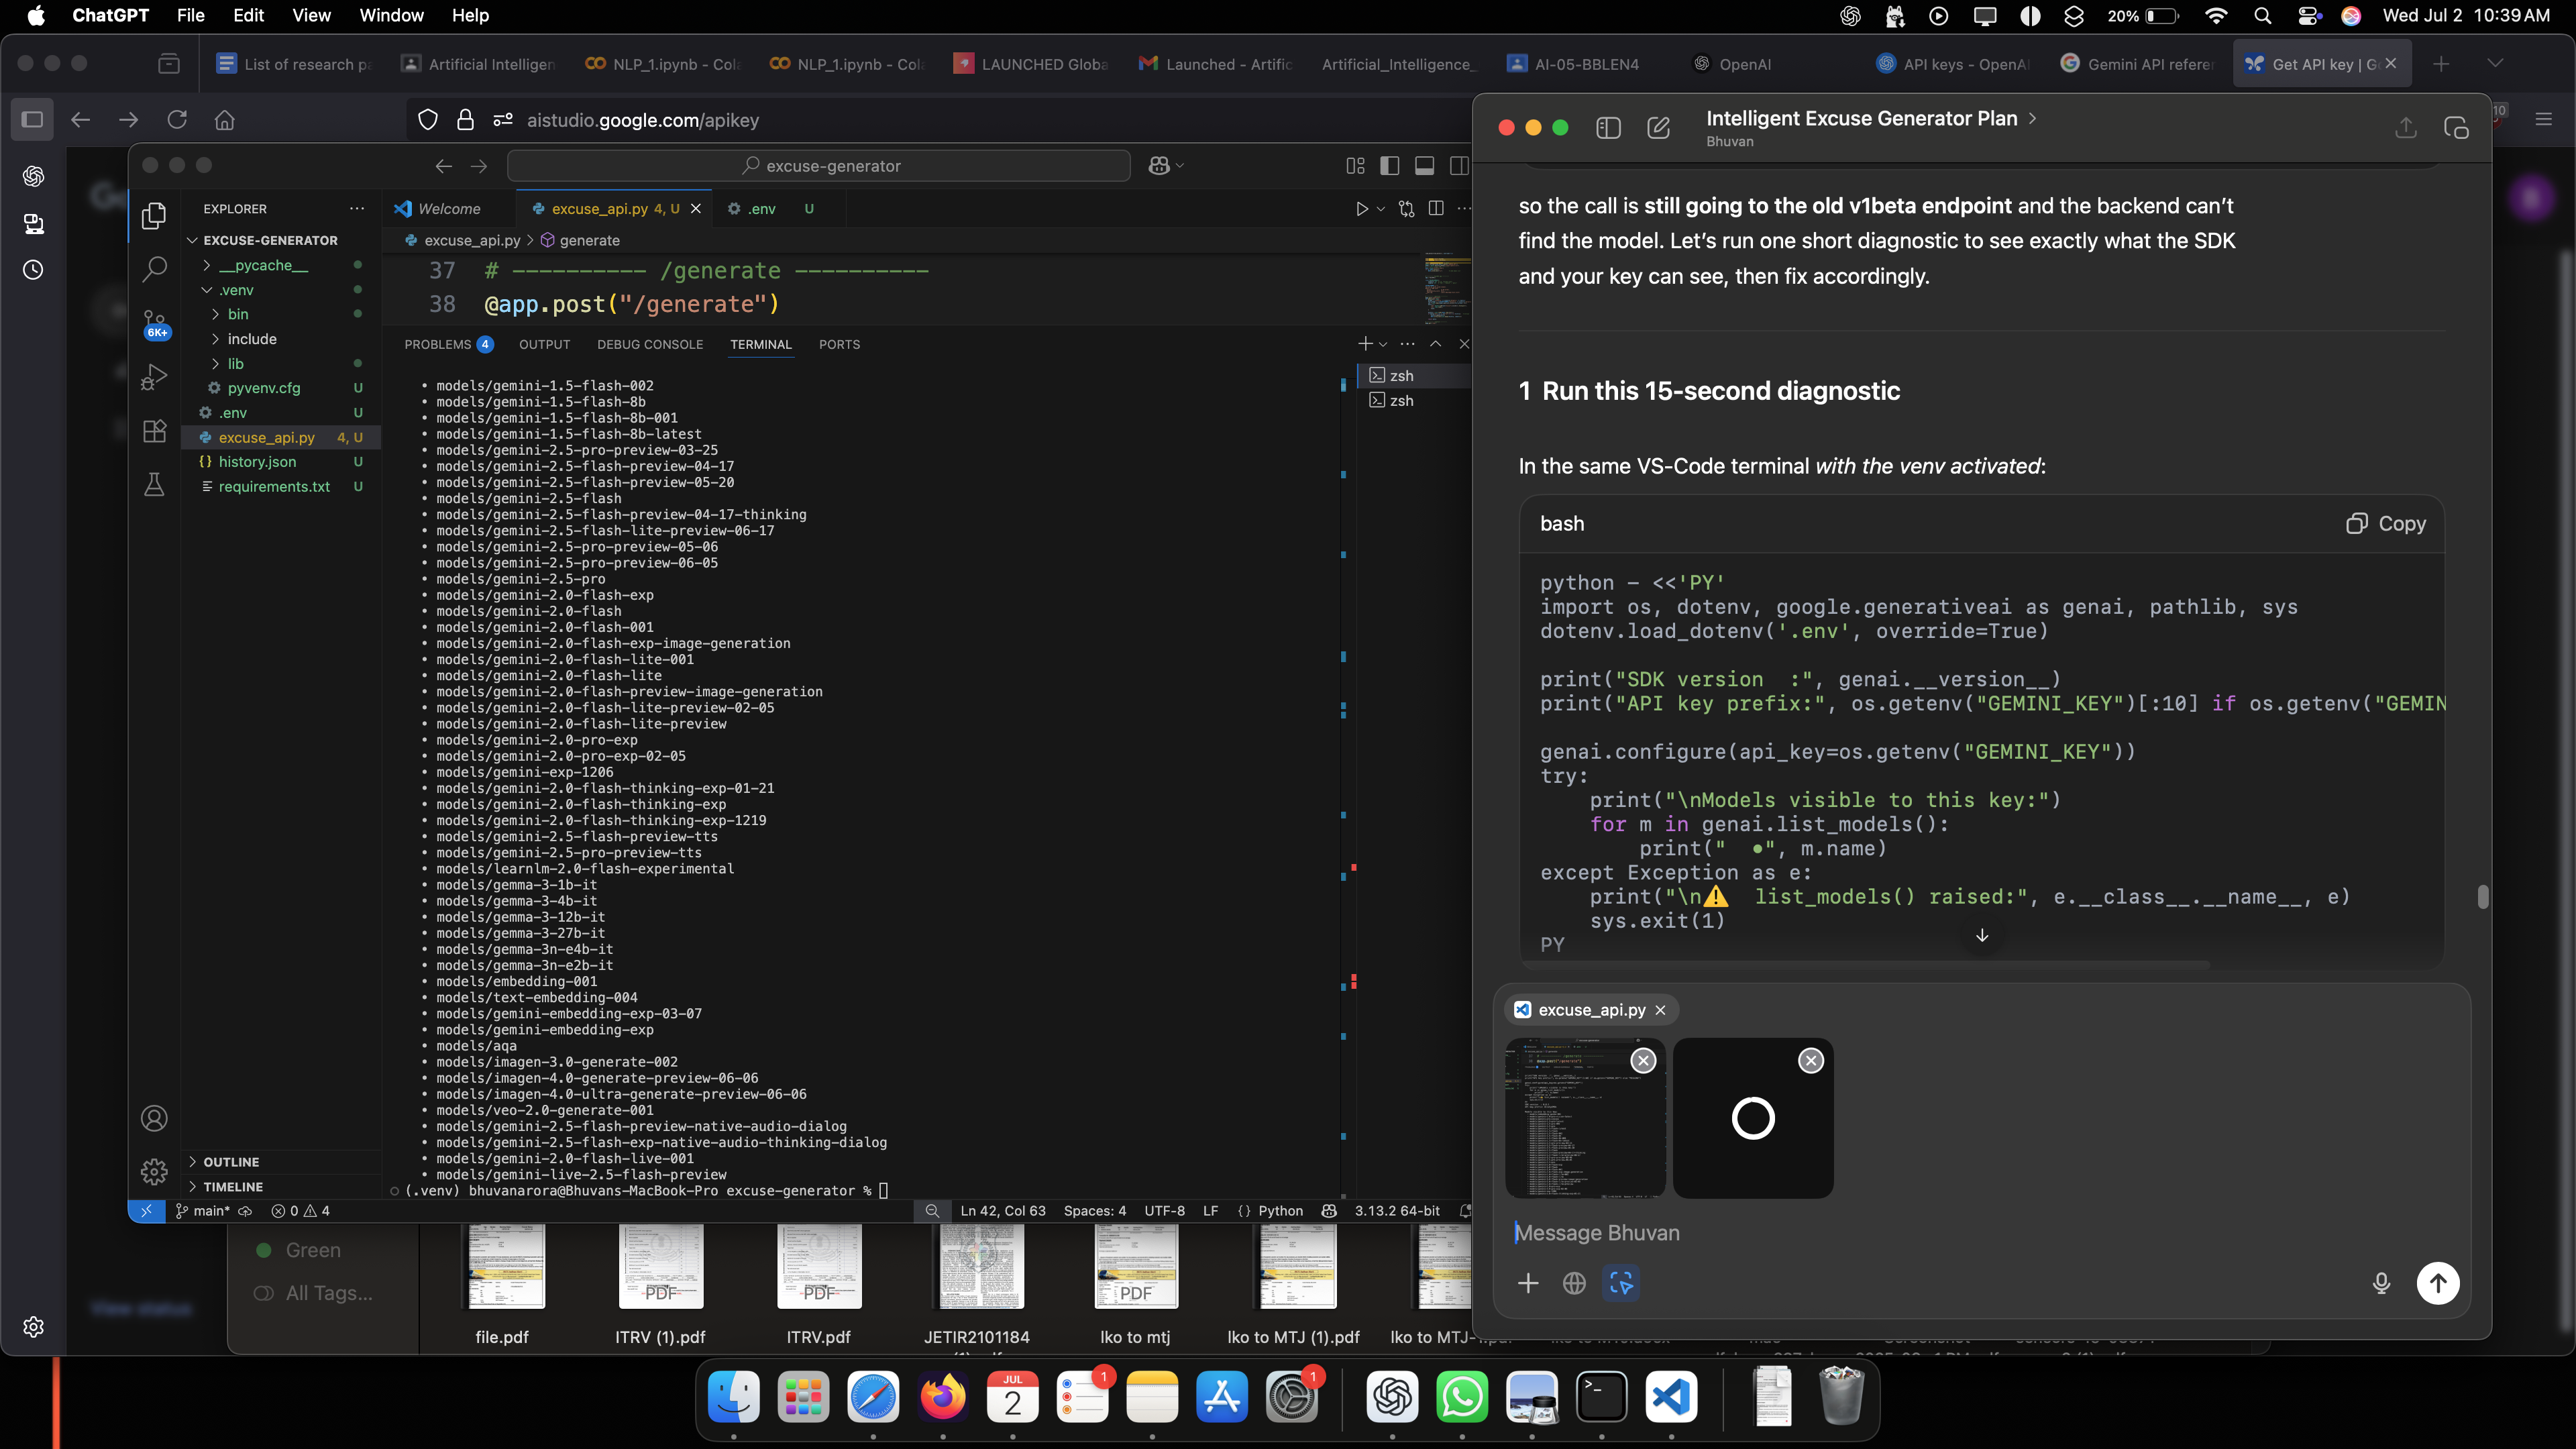 ChatGPT File Edit View Window Help
20% Wed Jul 2 10:39 AM
List of research pa
Artificial Intelligen
NLP_1.ipynb - Col
NLP_1.ipynb - Col
LAUNCHED Globa
Launched - Artific
Artificial_Intelligence_
AI-05-BBLEN4
OpenAI
API keys - OpenAI
Gemini API referen
Get API key | G
aistudio.google.com/apikey
10
excuse-generator
EXPLORER
EXCUSE-GENERATOR
__pycache__
.venv
bin
include
lib
pyvenv.cfg U
.env U
excuse_api.py 4, U
history.json U
requirements.txt U
6K+
OUTLINE
TIMELINE
Welcome
excuse_api.py 4, U
.env U
excuse_api.py > generate
37 # ---------- /generate ----------
38 @app.post("/generate")
PROBLEMS 4 OUTPUT DEBUG CONSOLE TERMINAL PORTS
zsh
zsh
• models/gemini-1.5-flash-002
• models/gemini-1.5-flash-8b
• models/gemini-1.5-flash-8b-001
• models/gemini-1.5-flash-8b-latest
• models/gemini-2.5-pro-preview-03-25
• models/gemini-2.5-flash-preview-04-17
• models/gemini-2.5-flash-preview-05-20
• models/gemini-2.5-flash
• models/gemini-2.5-flash-preview-04-17-thinking
• models/gemini-2.5-flash-lite-preview-06-17
• models/gemini-2.5-pro-preview-05-06
• models/gemini-2.5-pro-preview-06-05
• models/gemini-2.5-pro
• models/gemini-2.0-flash-exp
• models/gemini-2.0-flash
• models/gemini-2.0-flash-001
• models/gemini-2.0-flash-exp-image-generation
• models/gemini-2.0-flash-lite-001
• models/gemini-2.0-flash-lite
• models/gemini-2.0-flash-preview-image-generation
• models/gemini-2.0-flash-lite-preview-02-05
• models/gemini-2.0-flash-lite-preview
• models/gemini-2.0-pro-exp
• models/gemini-2.0-pro-exp-02-05
• models/gemini-exp-1206
• models/gemini-2.0-flash-thinking-exp-01-21
• models/gemini-2.0-flash-thinking-exp
• models/gemini-2.0-flash-thinking-exp-1219
• models/gemini-2.5-flash-preview-tts
• models/gemini-2.5-pro-preview-tts
• models/learnlm-2.0-flash-experimental
• models/gemma-3-1b-it
• models/gemma-3-4b-it
• models/gemma-3-12b-it
• models/gemma-3-27b-it
• models/gemma-3n-e4b-it
• models/gemma-3n-e2b-it
• models/embedding-001
• models/text-embedding-004
• models/gemini-embedding-exp-03-07
• models/gemini-embedding-exp
• models/aqa
• models/imagen-3.0-generate-002
• models/imagen-4.0-generate-preview-06-06
• models/imagen-4.0-ultra-generate-preview-06-06
• models/veo-2.0-generate-001
• models/gemini-2.5-flash-preview-native-audio-dialog
• models/gemini-2.5-flash-exp-native-audio-thinking-dialog
• models/gemini-2.0-flash-live-001
• models/gemini-live-2.5-flash-preview
(.venv) bhuvanarora@Bhuvans-MacBook-Pro excuse-generator %
main* 0 4 Ln 42, Col 63 Spaces: 4 UTF-8 LF {} Python 3.13.2 64-bit
Intelligent Excuse Generator Plan >
Bhuvan
so the call is still going to the old v1beta endpoint and the backend can’t
find the model. Let’s run one short diagnostic to see exactly what the SDK
and your key can see, then fix accordingly.
1 Run this 15-second diagnostic
In the same VS-Code terminal with the venv activated:
bash Copy
python - <<'PY'
import os, dotenv, google.generativeai as genai, pathlib, sys
dotenv.load_dotenv('.env', override=True)
print("SDK version  :", genai.__version__)
print("API key prefix:", os.getenv("GEMINI_KEY")[:10] if os.getenv("GEMIN
genai.configure(api_key=os.getenv("GEMINI_KEY"))
try:
    print("\nModels visible to this key:")
    for m in genai.list_models():
        print("  •", m.name)
except Exception as e:
    print("\n⚠️  list_models() raised:", e.__class__.__name__, e)
    sys.exit(1)
PY
excuse_api.py
Message Bhuvan
View status
Green
All Tags...
PDF
PDF
PDF
file.pdf
ITRV (1).pdf
ITRV.pdf
JETIR2101184
lko to mtj
lko to MTJ (1).pdf
JUL
2
1
1